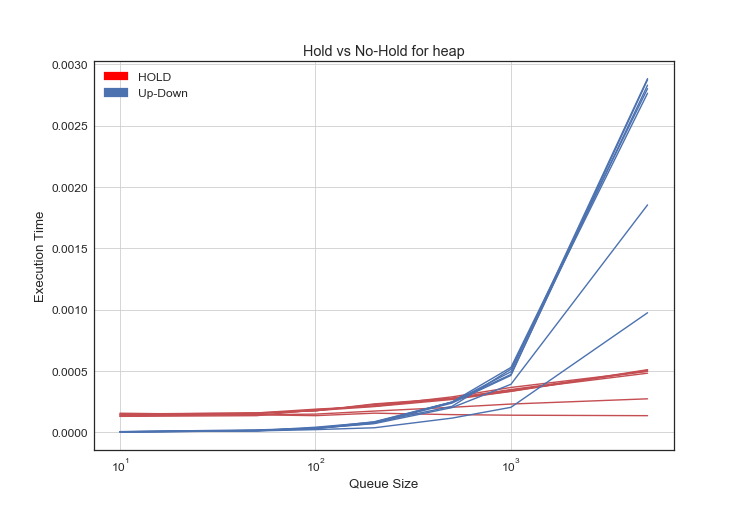 Hold vs No-Hold for heap
0.0030
HOLD
Up-Down
0.0025
0.0020
0.0015
0.0010
0.0005
0.0000
Execution Time
10¹ 10² 10³
Queue Size